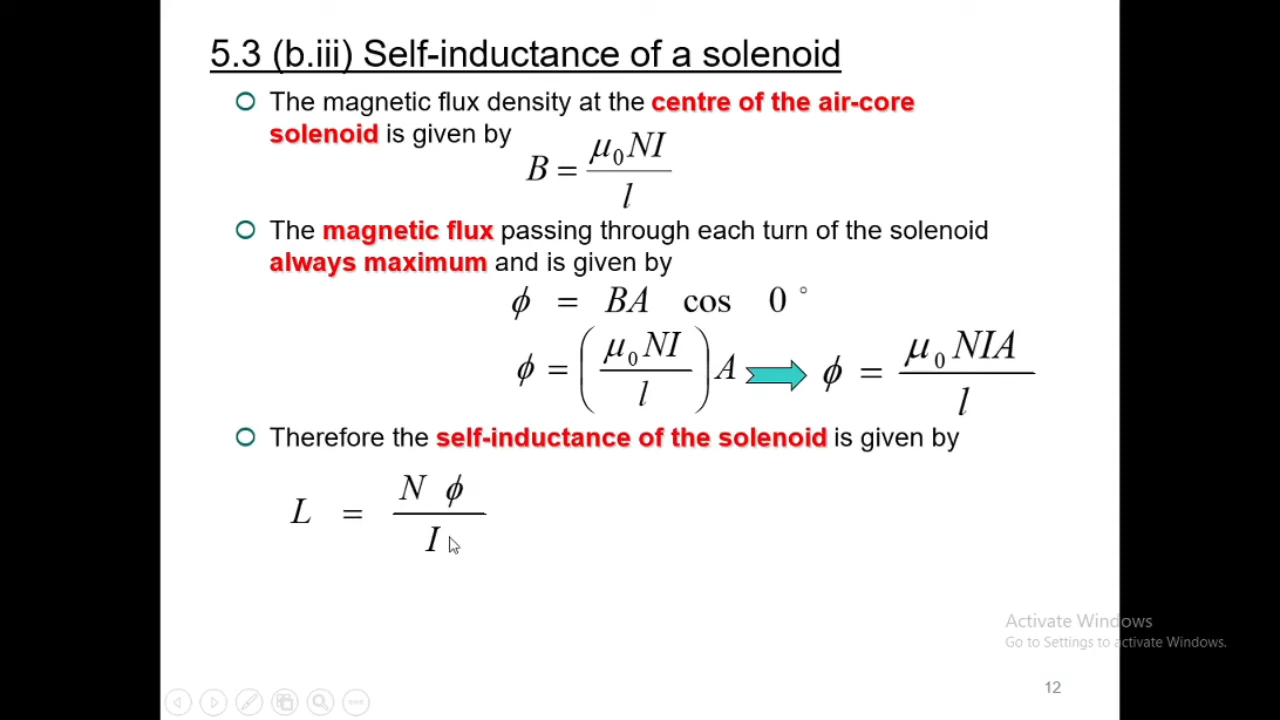 5.3 (b.iii) Self-inductance of a solenoid
The magnetic flux density at the centre of the air-core
solenoid is given by
B = μ₀NI / l
The magnetic flux passing through each turn of the solenoid
always maximum and is given by
ϕ = BA cos 0°
ϕ = (μ₀NI / l) A ϕ = μ₀NIA / l
Therefore the self-inductance of the solenoid is given by
L = N ϕ / I
Activate Windows
Go to Settings to activate Windows.
12